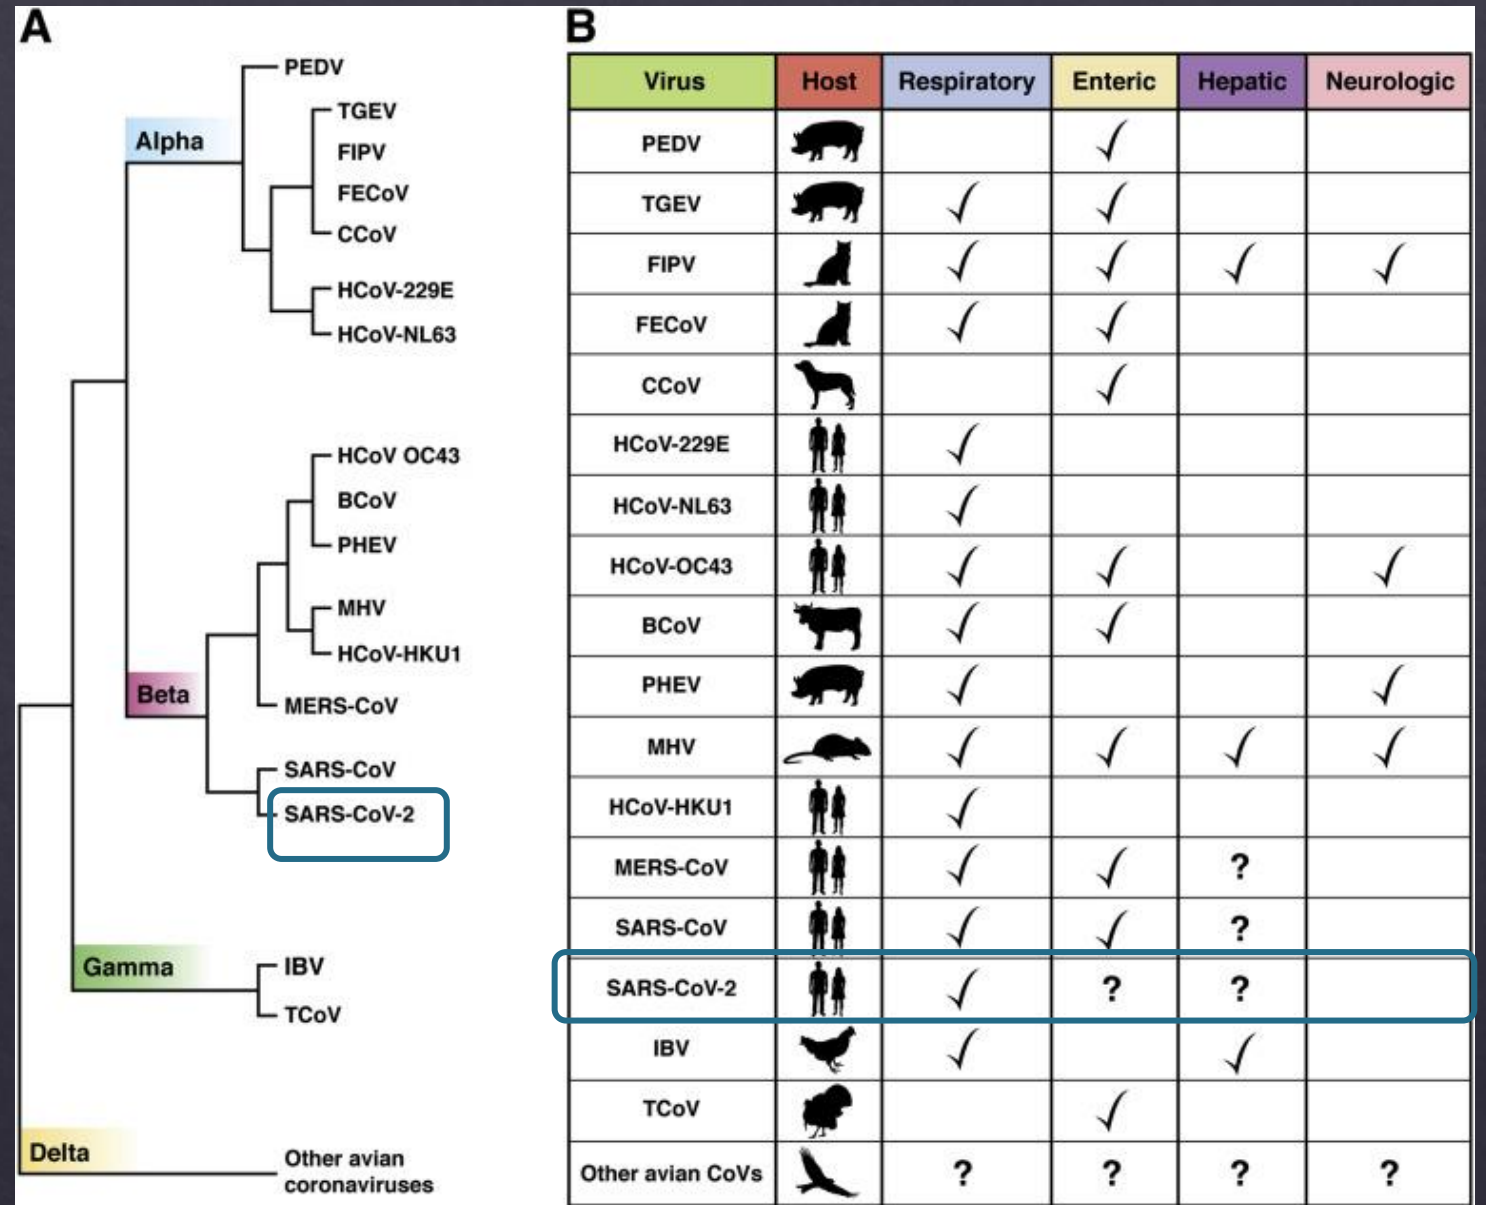 A
PEDV
TGEV
Alpha
FIPV
FECoV
CCoV
HCoV-229E
HCoV-NL63
HCoV OC43
BCoV
PHEV
MHV
HCoV-HKU1
Beta
MERS-CoV
SARS-CoV
SARS-CoV-2
Gamma
IBV
TCoV
Delta
Other avian
coronaviruses
B
Virus Host Respiratory Enteric Hepatic Neurologic
PEDV ✓
TGEV ✓ ✓
FIPV ✓ ✓ ✓ ✓
FECoV ✓ ✓
CCoV ✓
HCoV-229E ✓
HCoV-NL63 ✓
HCoV-OC43 ✓ ✓ ✓
BCoV ✓ ✓
PHEV ✓ ✓
MHV ✓ ✓ ✓ ✓
HCoV-HKU1 ✓
MERS-CoV ✓ ✓ ?
SARS-CoV ✓ ✓ ?
SARS-CoV-2 ✓ ? ?
IBV ✓ ✓
TCoV ✓
Other avian CoVs ? ? ? ?